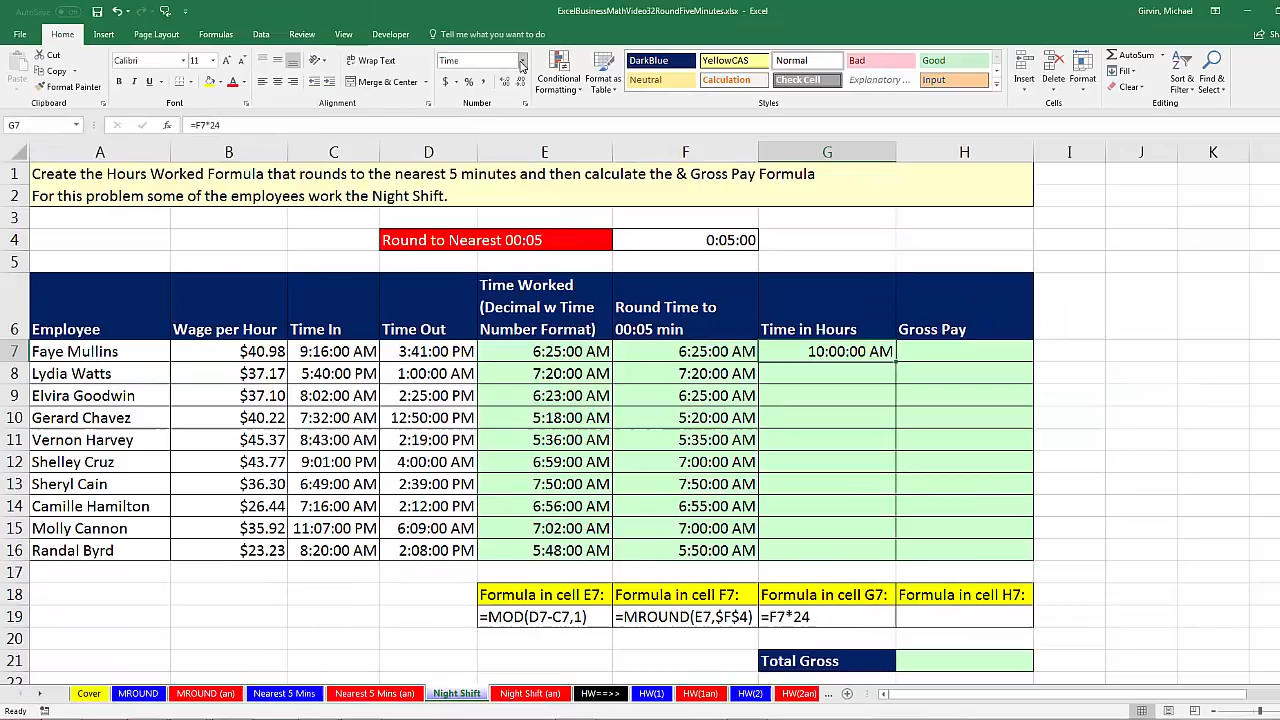 ExcelBusinessMathVideo32RoundFiveMinutes.xlsx - Excel
Girvin, Michael
File Home Insert Page Layout Formulas Data Review View Developer Tell me what you want to do
Cut
Copy
Format Painter
Paste
Clipboard
Calibri 11
B I U
Font
Wrap Text
Merge & Center
Alignment
Time
$ % ,
Number
Conditional Formatting
Format as Table
DarkBlue YellowCAS Normal Bad Good
Neutral Calculation Check Cell Explanatory ... Input
Styles
Insert Delete Format
Cells
AutoSum
Fill
Clear
Sort & Filter
Find & Select
Editing
G7 fx =F7*24
A B C D E F G H I J K
1 Create the Hours Worked Formula that rounds to the nearest 5 minutes and then calculate the & Gross Pay Formula
2 For this problem some of the employees work the Night Shift.
3
4 Round to Nearest 00:05 0:05:00
5
6 Employee Wage per Hour Time In Time Out Time Worked (Decimal w Time Number Format) Round Time to 00:05 min Time in Hours Gross Pay
7 Faye Mullins $40.98 9:16:00 AM 3:41:00 PM 6:25:00 AM 6:25:00 AM 10:00:00 AM
8 Lydia Watts $37.17 5:40:00 PM 1:00:00 AM 7:20:00 AM 7:20:00 AM
9 Elvira Goodwin $37.10 8:02:00 AM 2:25:00 PM 6:23:00 AM 6:25:00 AM
10 Gerard Chavez $40.22 7:32:00 AM 12:50:00 PM 5:18:00 AM 5:20:00 AM
11 Vernon Harvey $45.37 8:43:00 AM 2:19:00 PM 5:36:00 AM 5:35:00 AM
12 Shelley Cruz $43.77 9:01:00 PM 4:00:00 AM 6:59:00 AM 7:00:00 AM
13 Sheryl Cain $36.30 6:49:00 AM 2:39:00 PM 7:50:00 AM 7:50:00 AM
14 Camille Hamilton $26.44 7:16:00 AM 2:12:00 PM 6:56:00 AM 6:55:00 AM
15 Molly Cannon $35.92 11:07:00 PM 6:09:00 AM 7:02:00 AM 7:00:00 AM
16 Randal Byrd $23.23 8:20:00 AM 2:08:00 PM 5:48:00 AM 5:50:00 AM
17
18 Formula in cell E7: Formula in cell F7: Formula in cell G7: Formula in cell H7:
19 =MOD(D7-C7,1) =MROUND(E7,$F$4) =F7*24
20
21 Total Gross
Cover MROUND MROUND (an) Nearest 5 Mins Nearest 5 Mins (an) Night Shift Night Shift (an) HW==>> HW(1) HW(1an) HW(2) HW(2an) ...
Ready